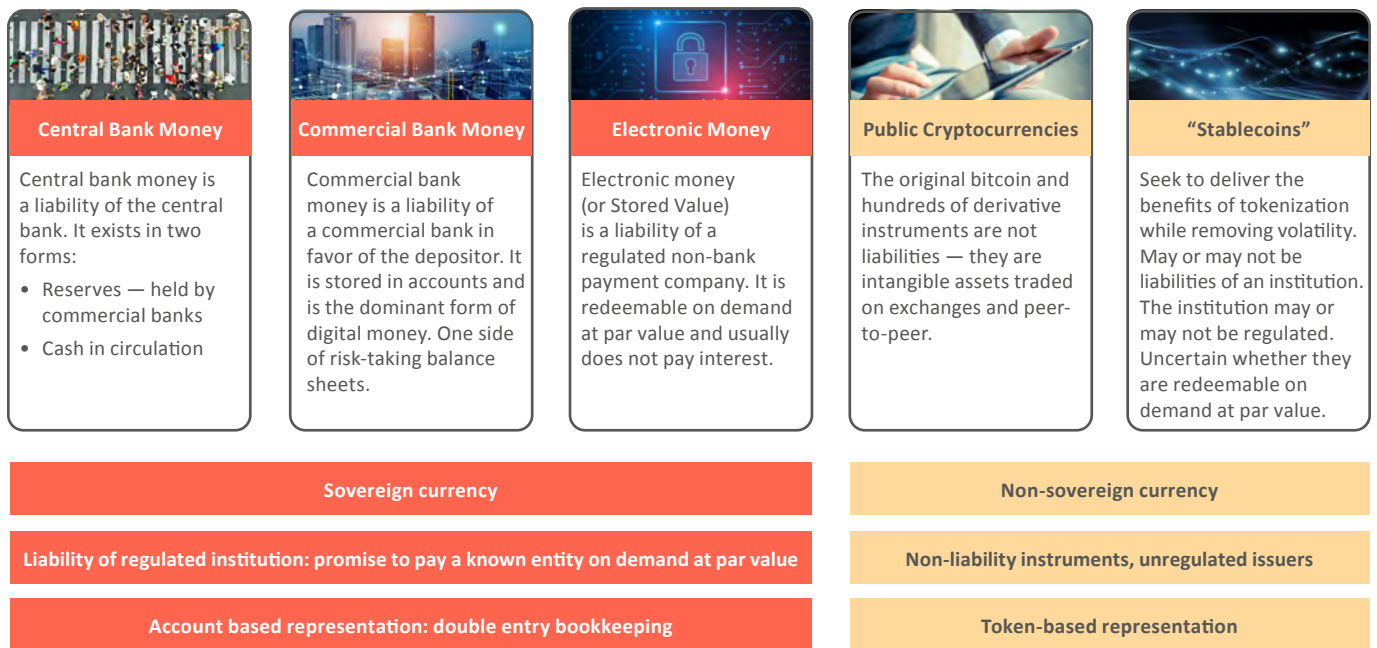 Central Bank Money
Central bank money is
a liability of the central
bank. It exists in two
forms:
• Reserves — held by
commercial banks
• Cash in circulation
Commercial Bank Money
Commercial bank
money is a liability of
a commercial bank in
favor of the depositor. It
is stored in accounts and
is the dominant form of
digital money. One side
of risk-taking balance
sheets.
Electronic Money
Electronic money
(or Stored Value)
is a liability of a
regulated non-bank
payment company. It is
redeemable on demand
at par value and usually
does not pay interest.
Public Cryptocurrencies
The original bitcoin and
hundreds of derivative
instruments are not
liabilities — they are
intangible assets traded
on exchanges and peer-
to-peer.
“Stablecoins”
Seek to deliver the
benefits of tokenization
while removing volatility.
May or may not be
liabilities of an institution.
The institution may or
may not be regulated.
Uncertain whether they
are redeemable on
demand at par value.
Sovereign currency
Non-sovereign currency
Liability of regulated institution: promise to pay a known entity on demand at par value
Non-liability instruments, unregulated issuers
Account based representation: double entry bookkeeping
Token-based representation